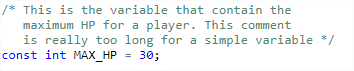 /* This is the variable that contain the
maximum HP for a player. This comment
is really too long for a simple variable */
const int MAX_HP = 30;